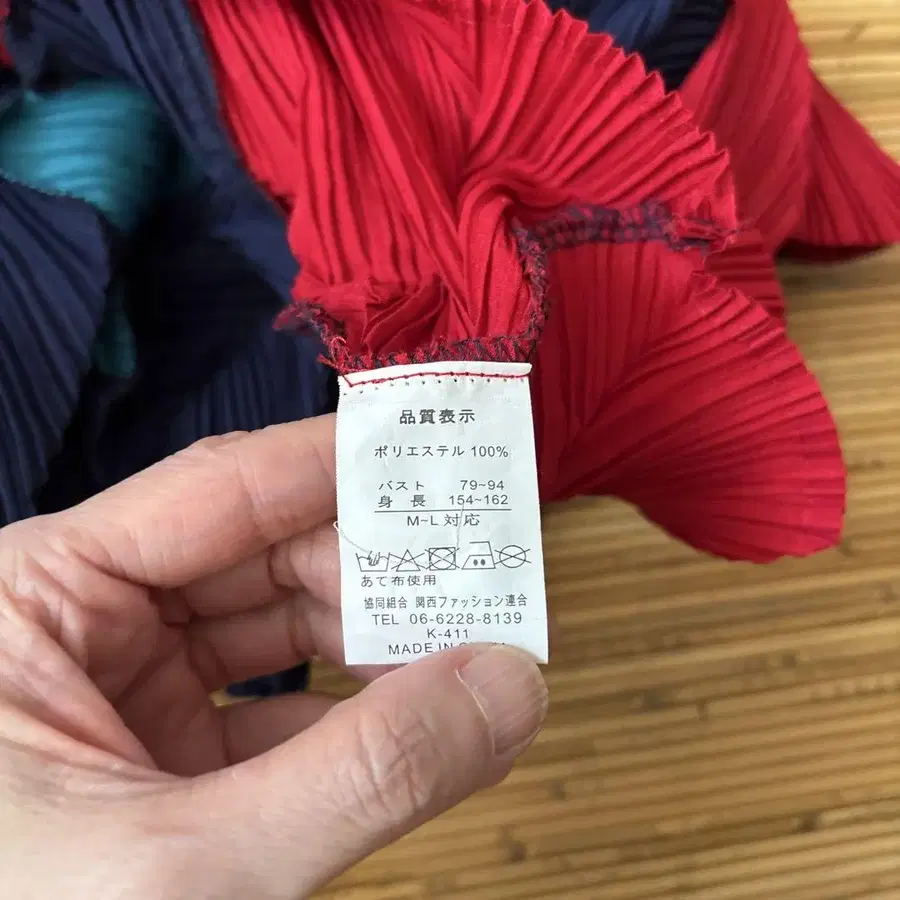 品質表示
ポリエステル 100%
バスト 79~94
身長 154~162
M~L 対応
あて布使用
協同組合 関西ファッション連合
TEL 06-6228-8139
K-411
MADE IN